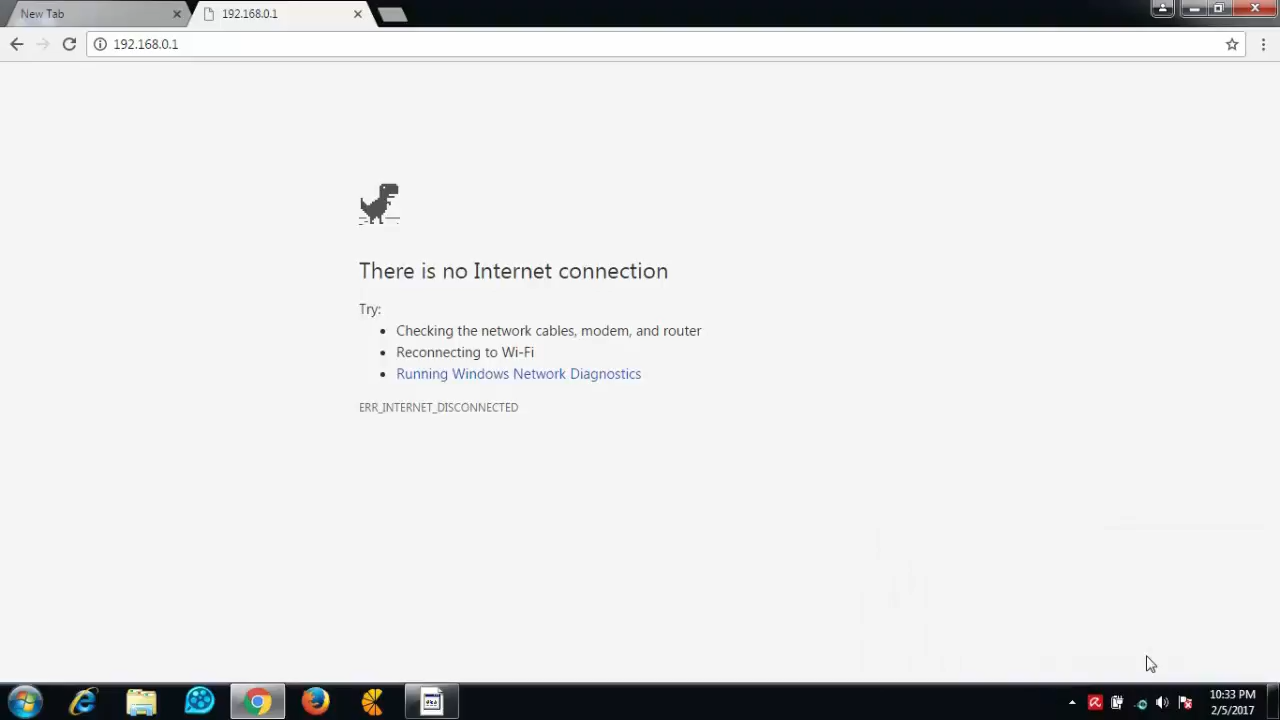 New Tab
192.168.0.1
192.168.0.1
There is no Internet connection
Try:
Checking the network cables, modem, and router
Reconnecting to Wi-Fi
Running Windows Network Diagnostics
ERR_INTERNET_DISCONNECTED
10:33 PM
2/5/2017